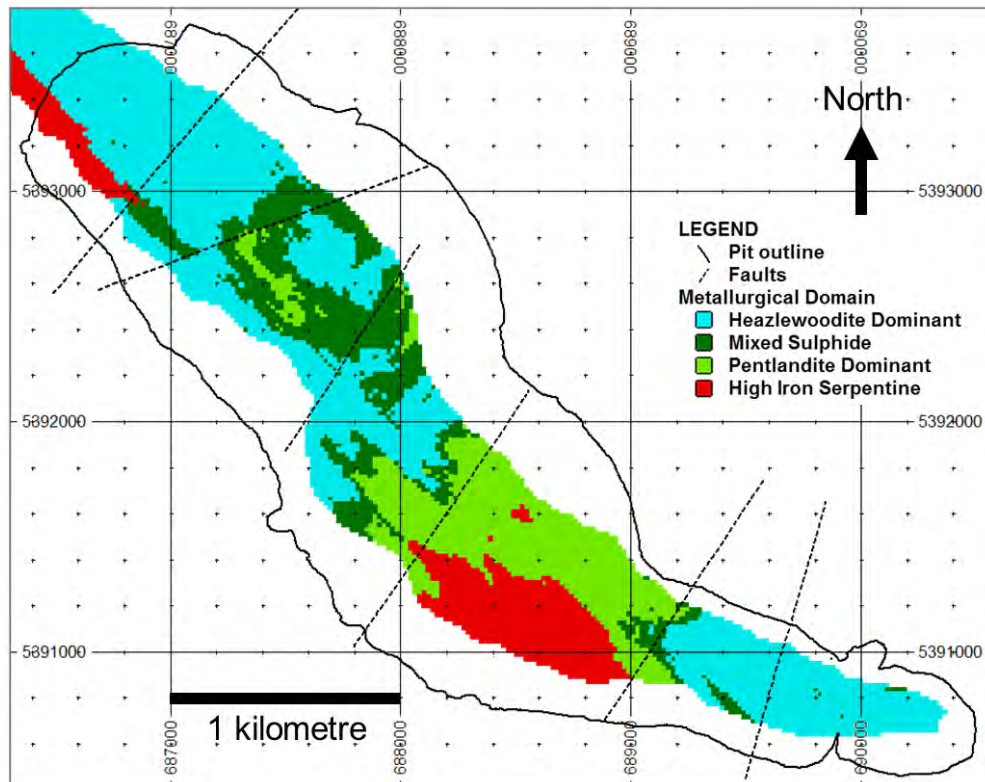 687000
688000
689000
690000
North
5393000
5393000
LEGEND
Pit outline
Faults
Metallurgical Domain
Heazlewoodite Dominant
Mixed Sulphide
Pentlandite Dominant
High Iron Serpentine
5392000
5392000
5391000
5391000
1 kilometre
687000
688000
689000
690000